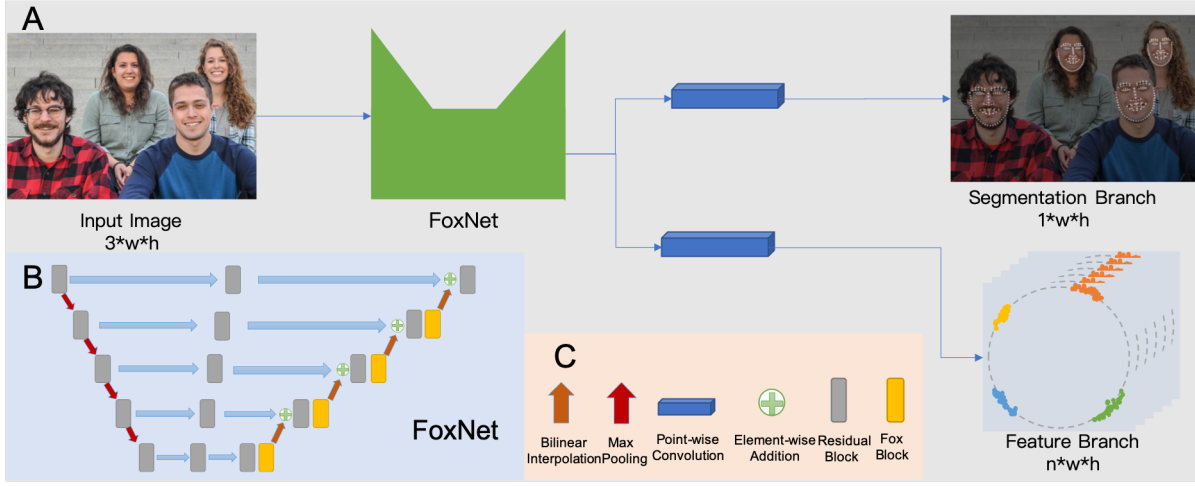 A
Input Image
3*w*h
FoxNet
Segmentation Branch
1*w*h
Feature Branch
n*w*h
B
FoxNet
C
Bilinear
Interpolation
Max
Pooling
Point-wise
Convolution
Element-wise
Addition
Residual
Block
Fox
Block